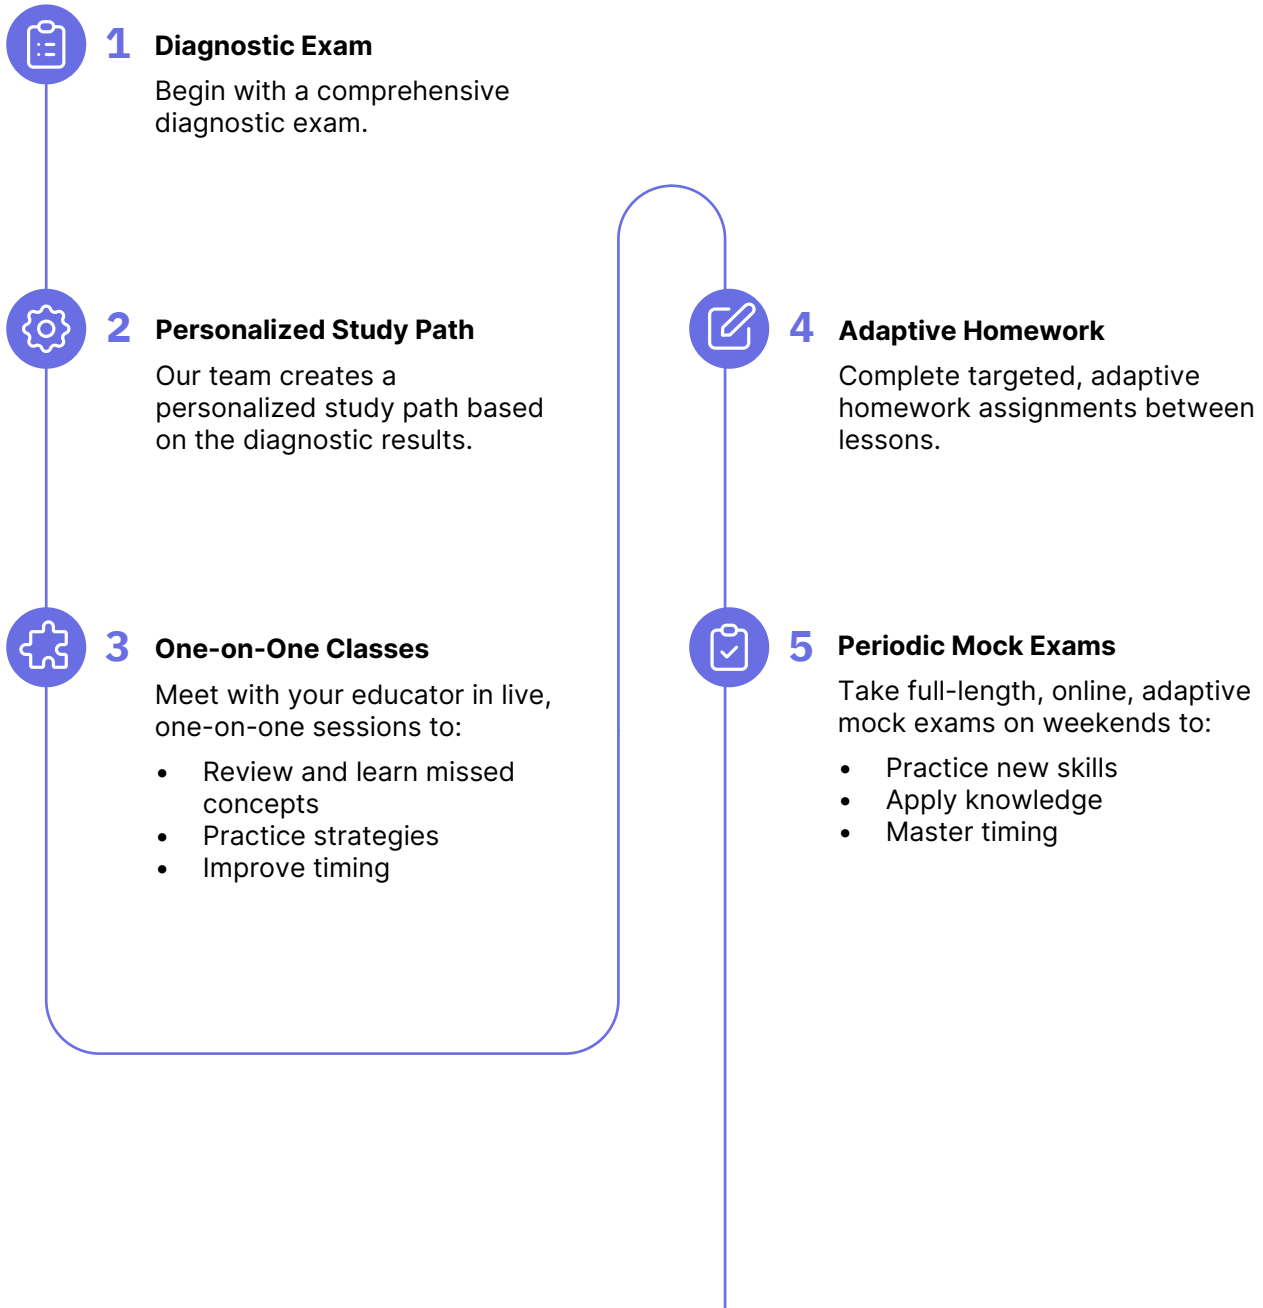 1 Diagnostic Exam
Begin with a comprehensive
diagnostic exam.
2 Personalized Study Path
Our team creates a
personalized study path based
on the diagnostic results.
3 One-on-One Classes
Meet with your educator in live,
one-on-one sessions to:
• Review and learn missed
concepts
• Practice strategies
• Improve timing
4 Adaptive Homework
Complete targeted, adaptive
homework assignments between
lessons.
5 Periodic Mock Exams
Take full-length, online, adaptive
mock exams on weekends to:
• Practice new skills
• Apply knowledge
• Master timing